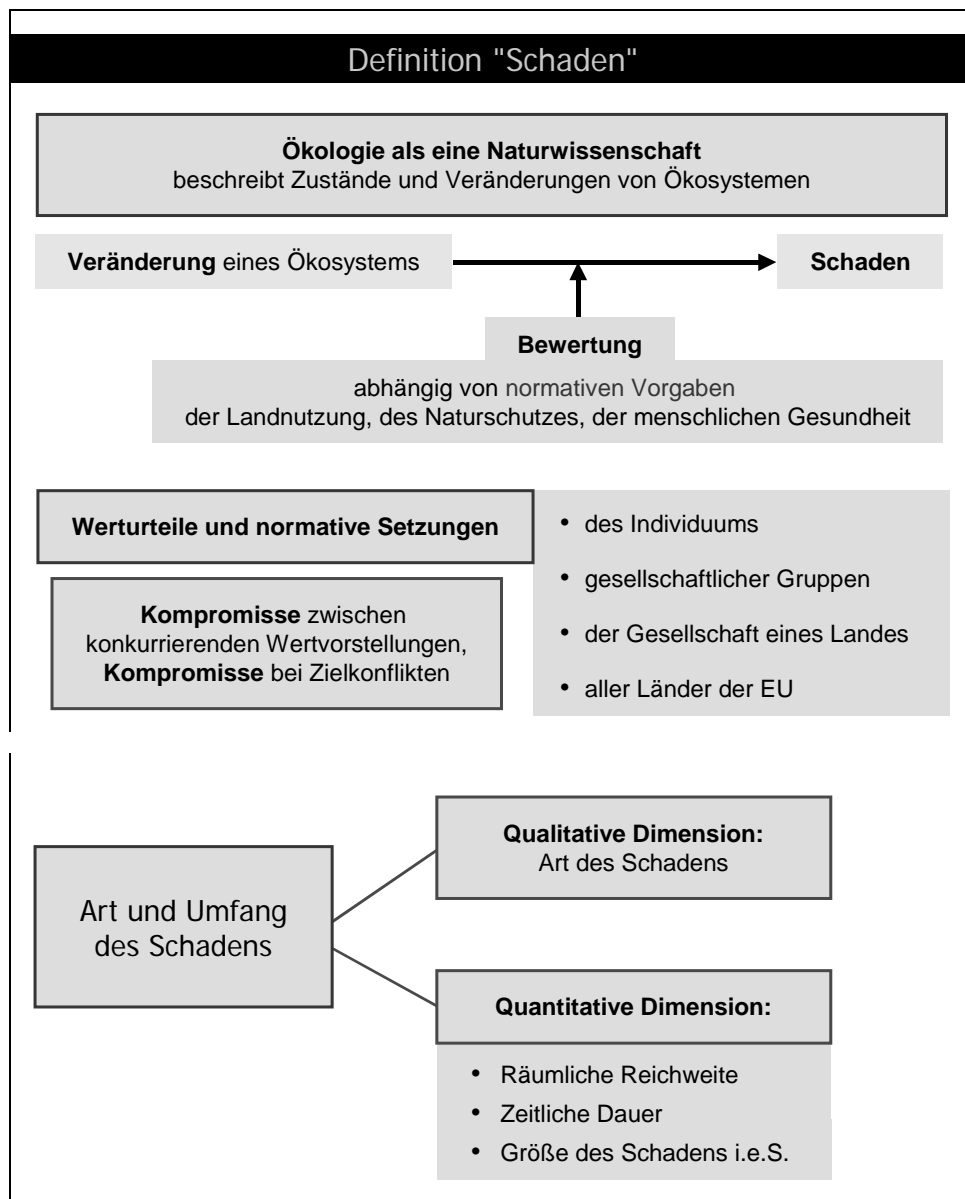 Definition "Schaden"
Ökologie als eine Naturwissenschaft
beschreibt Zustände und Veränderungen von Ökosystemen
Veränderung eines Ökosystems
Schaden
Bewertung
abhängig von normativen Vorgaben
der Landnutzung, des Naturschutzes, der menschlichen Gesundheit
Werturteile und normative Setzungen
Kompromisse zwischen
konkurrierenden Wertvorstellungen,
Kompromisse bei Zielkonflikten
• des Individuums
• gesellschaftlicher Gruppen
• der Gesellschaft eines Landes
• aller Länder der EU
Art und Umfang
des Schadens
Qualitative Dimension:
Art des Schadens
Quantitative Dimension:
• Räumliche Reichweite
• Zeitliche Dauer
• Größe des Schadens i.e.S.